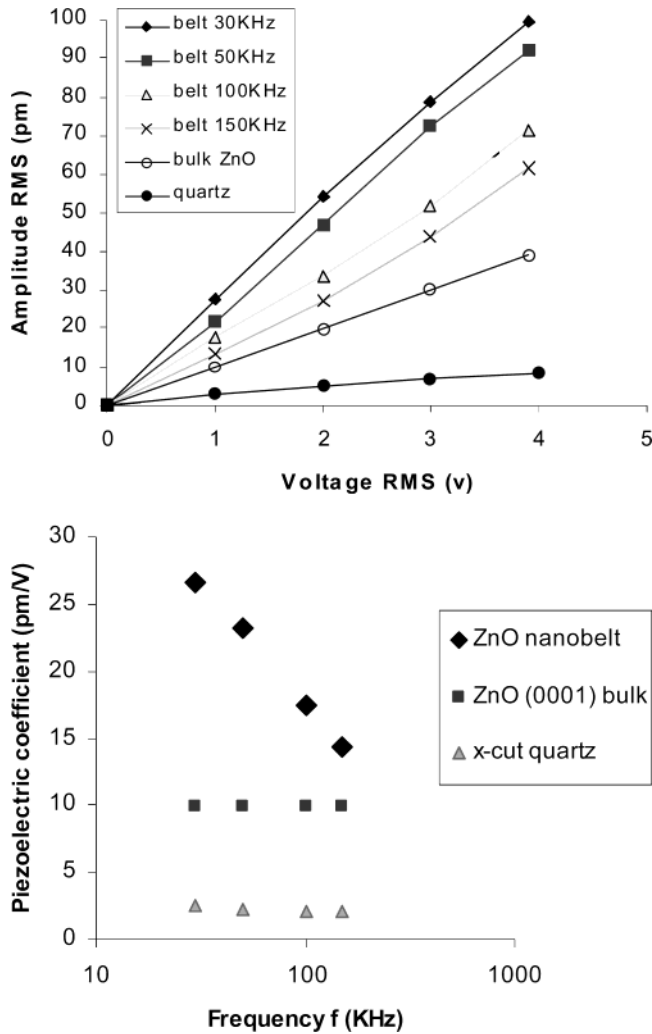 100
90
80
70
60
50
40
30
20
10
0
Amplitude RMS (pm)
belt 30KHz
belt 50KHz
belt 100KHz
belt 150KHz
bulk ZnO
quartz
0 1 2 3 4 5
Voltage RMS (v)
30
25
20
15
10
5
0
Piezoelectric coefficient (pm/V)
ZnO nanobelt
ZnO (0001) bulk
x-cut quartz
10 100 1000
Frequency f (KHz)